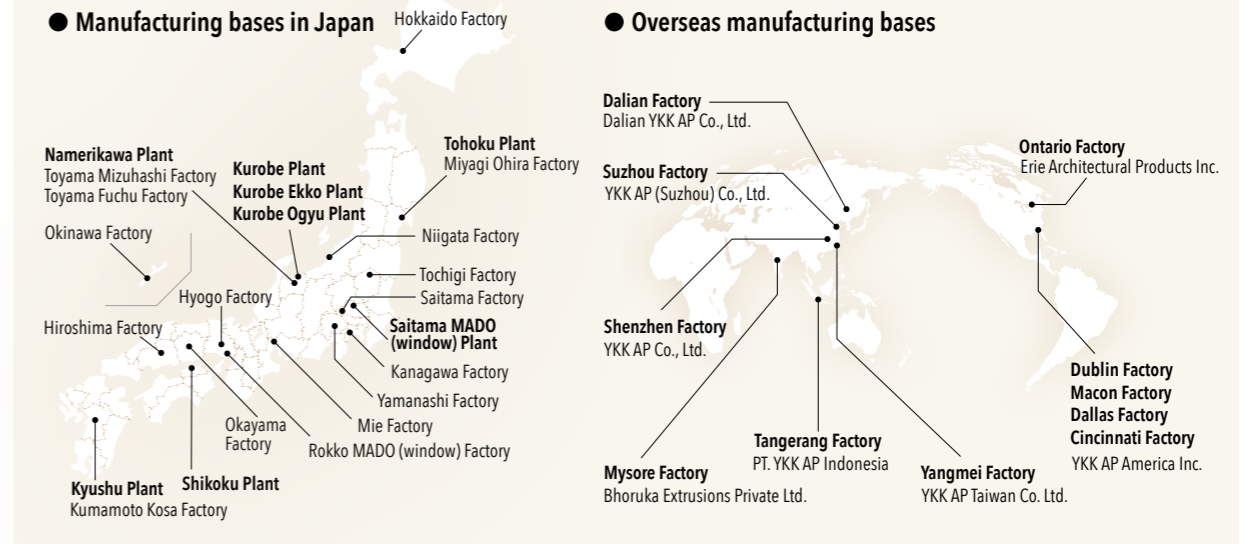 ● Manufacturing bases in Japan
Hokkaido Factory
Namerikawa Plant
Toyama Mizuhashi Factory
Toyama Fuchu Factory
Kurobe Plant
Kurobe Ekko Plant
Kurobe Ogyu Plant
Tohoku Plant
Miyagi Ohira Factory
Okinawa Factory
Niigata Factory
Tochigi Factory
Hyogo Factory
Saitama Factory
Hiroshima Factory
Saitama MADO
(window) Plant
Kanagawa Factory
Yamanashi Factory
Okayama
Factory
Mie Factory
Rokko MADO (window) Factory
Kyushu Plant
Kumamoto Kosa Factory
Shikoku Plant
● Overseas manufacturing bases
Dalian Factory
Dalian YKK AP Co., Ltd.
Suzhou Factory
YKK AP (Suzhou) Co., Ltd.
Ontario Factory
Erie Architectural Products Inc.
Shenzhen Factory
YKK AP Co., Ltd.
Dublin Factory
Macon Factory
Dallas Factory
Cincinnati Factory
YKK AP America Inc.
Tangerang Factory
PT. YKK AP Indonesia
Mysore Factory
Bhoruka Extrusions Private Ltd.
Yangmei Factory
YKK AP Taiwan Co. Ltd.